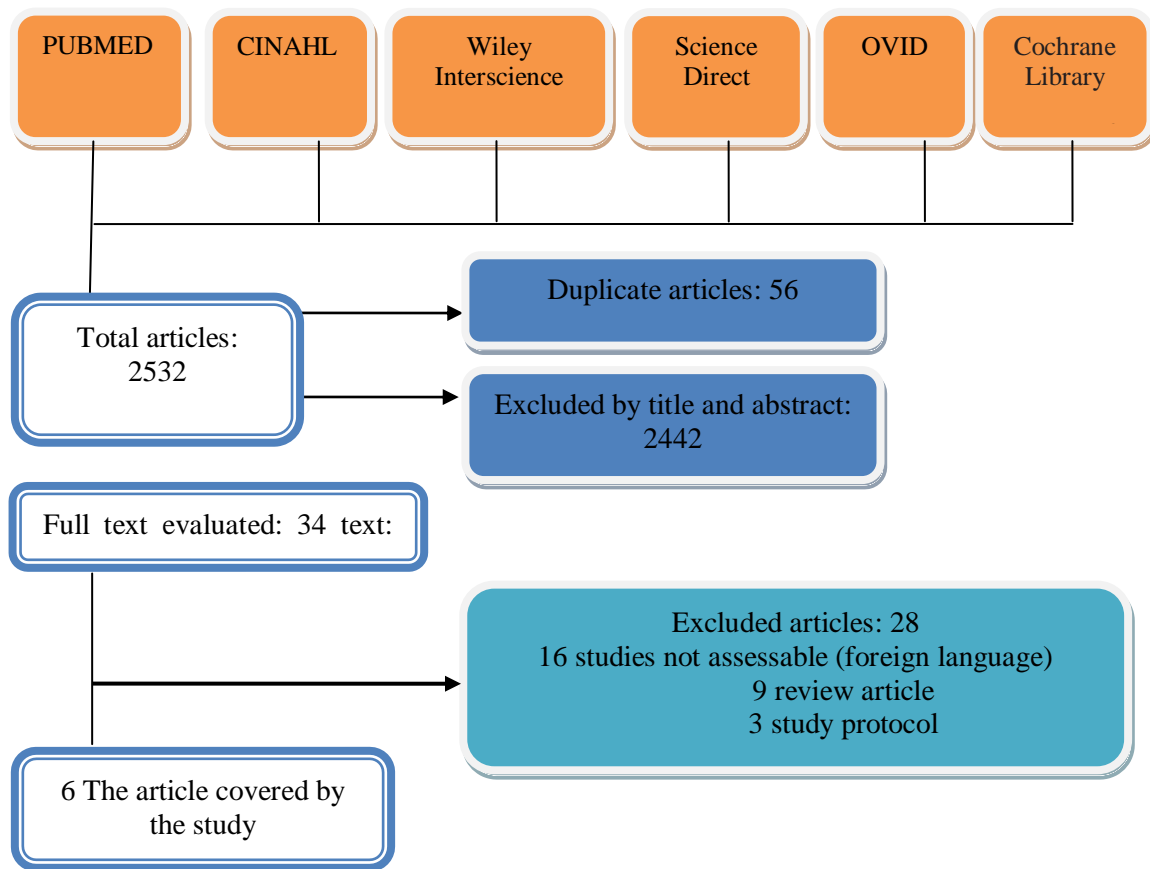 PUBMED
CINAHL
Wiley
Interscience
Science
Direct
OVID
Cochrane
Library
Duplicate articles: 56
Total articles:
2532
Excluded by title and abstract:
2442
Full text evaluated: 34 text:
Excluded articles: 28
16 studies not assessable (foreign language)
9 review article
3 study protocol
6 The article covered by
the study